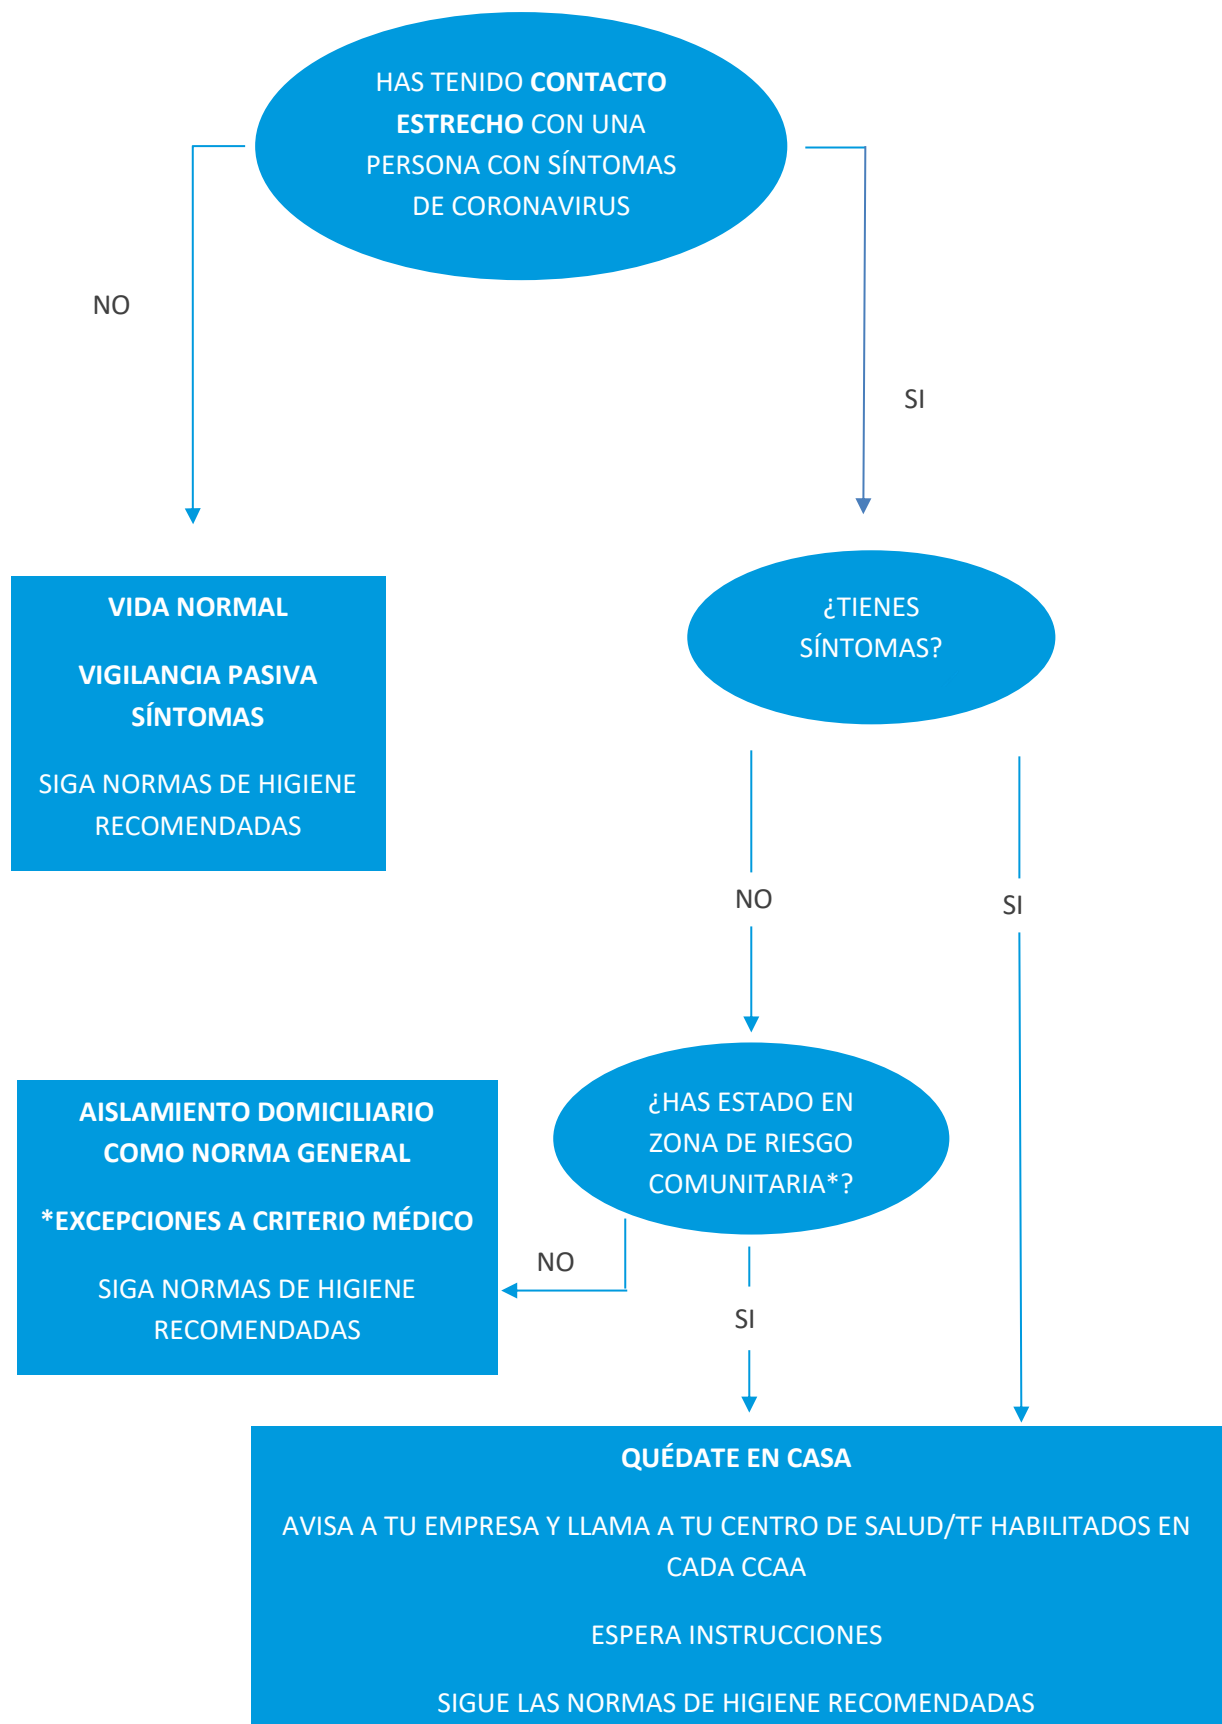 HAS TENIDO CONTACTO
ESTRECHO CON UNA
PERSONA CON SÍNTOMAS
DE CORONAVIRUS
NO
SI
VIDA NORMAL
VIGILANCIA PASIVA
SÍNTOMAS
SIGA NORMAS DE HIGIENE
RECOMENDADAS
¿TIENES
SÍNTOMAS?
NO
SI
¿HAS ESTADO EN
ZONA DE RIESGO
COMUNITARIA*?
AISLAMIENTO DOMICILIARIO
COMO NORMA GENERAL
*EXCEPCIONES A CRITERIO MÉDICO
SIGA NORMAS DE HIGIENE
RECOMENDADAS
NO
SI
QUÉDATE EN CASA
AVISA A TU EMPRESA Y LLAMA A TU CENTRO DE SALUD/TF HABILITADOS EN
CADA CCAA
ESPERA INSTRUCCIONES
SIGUE LAS NORMAS DE HIGIENE RECOMENDADAS